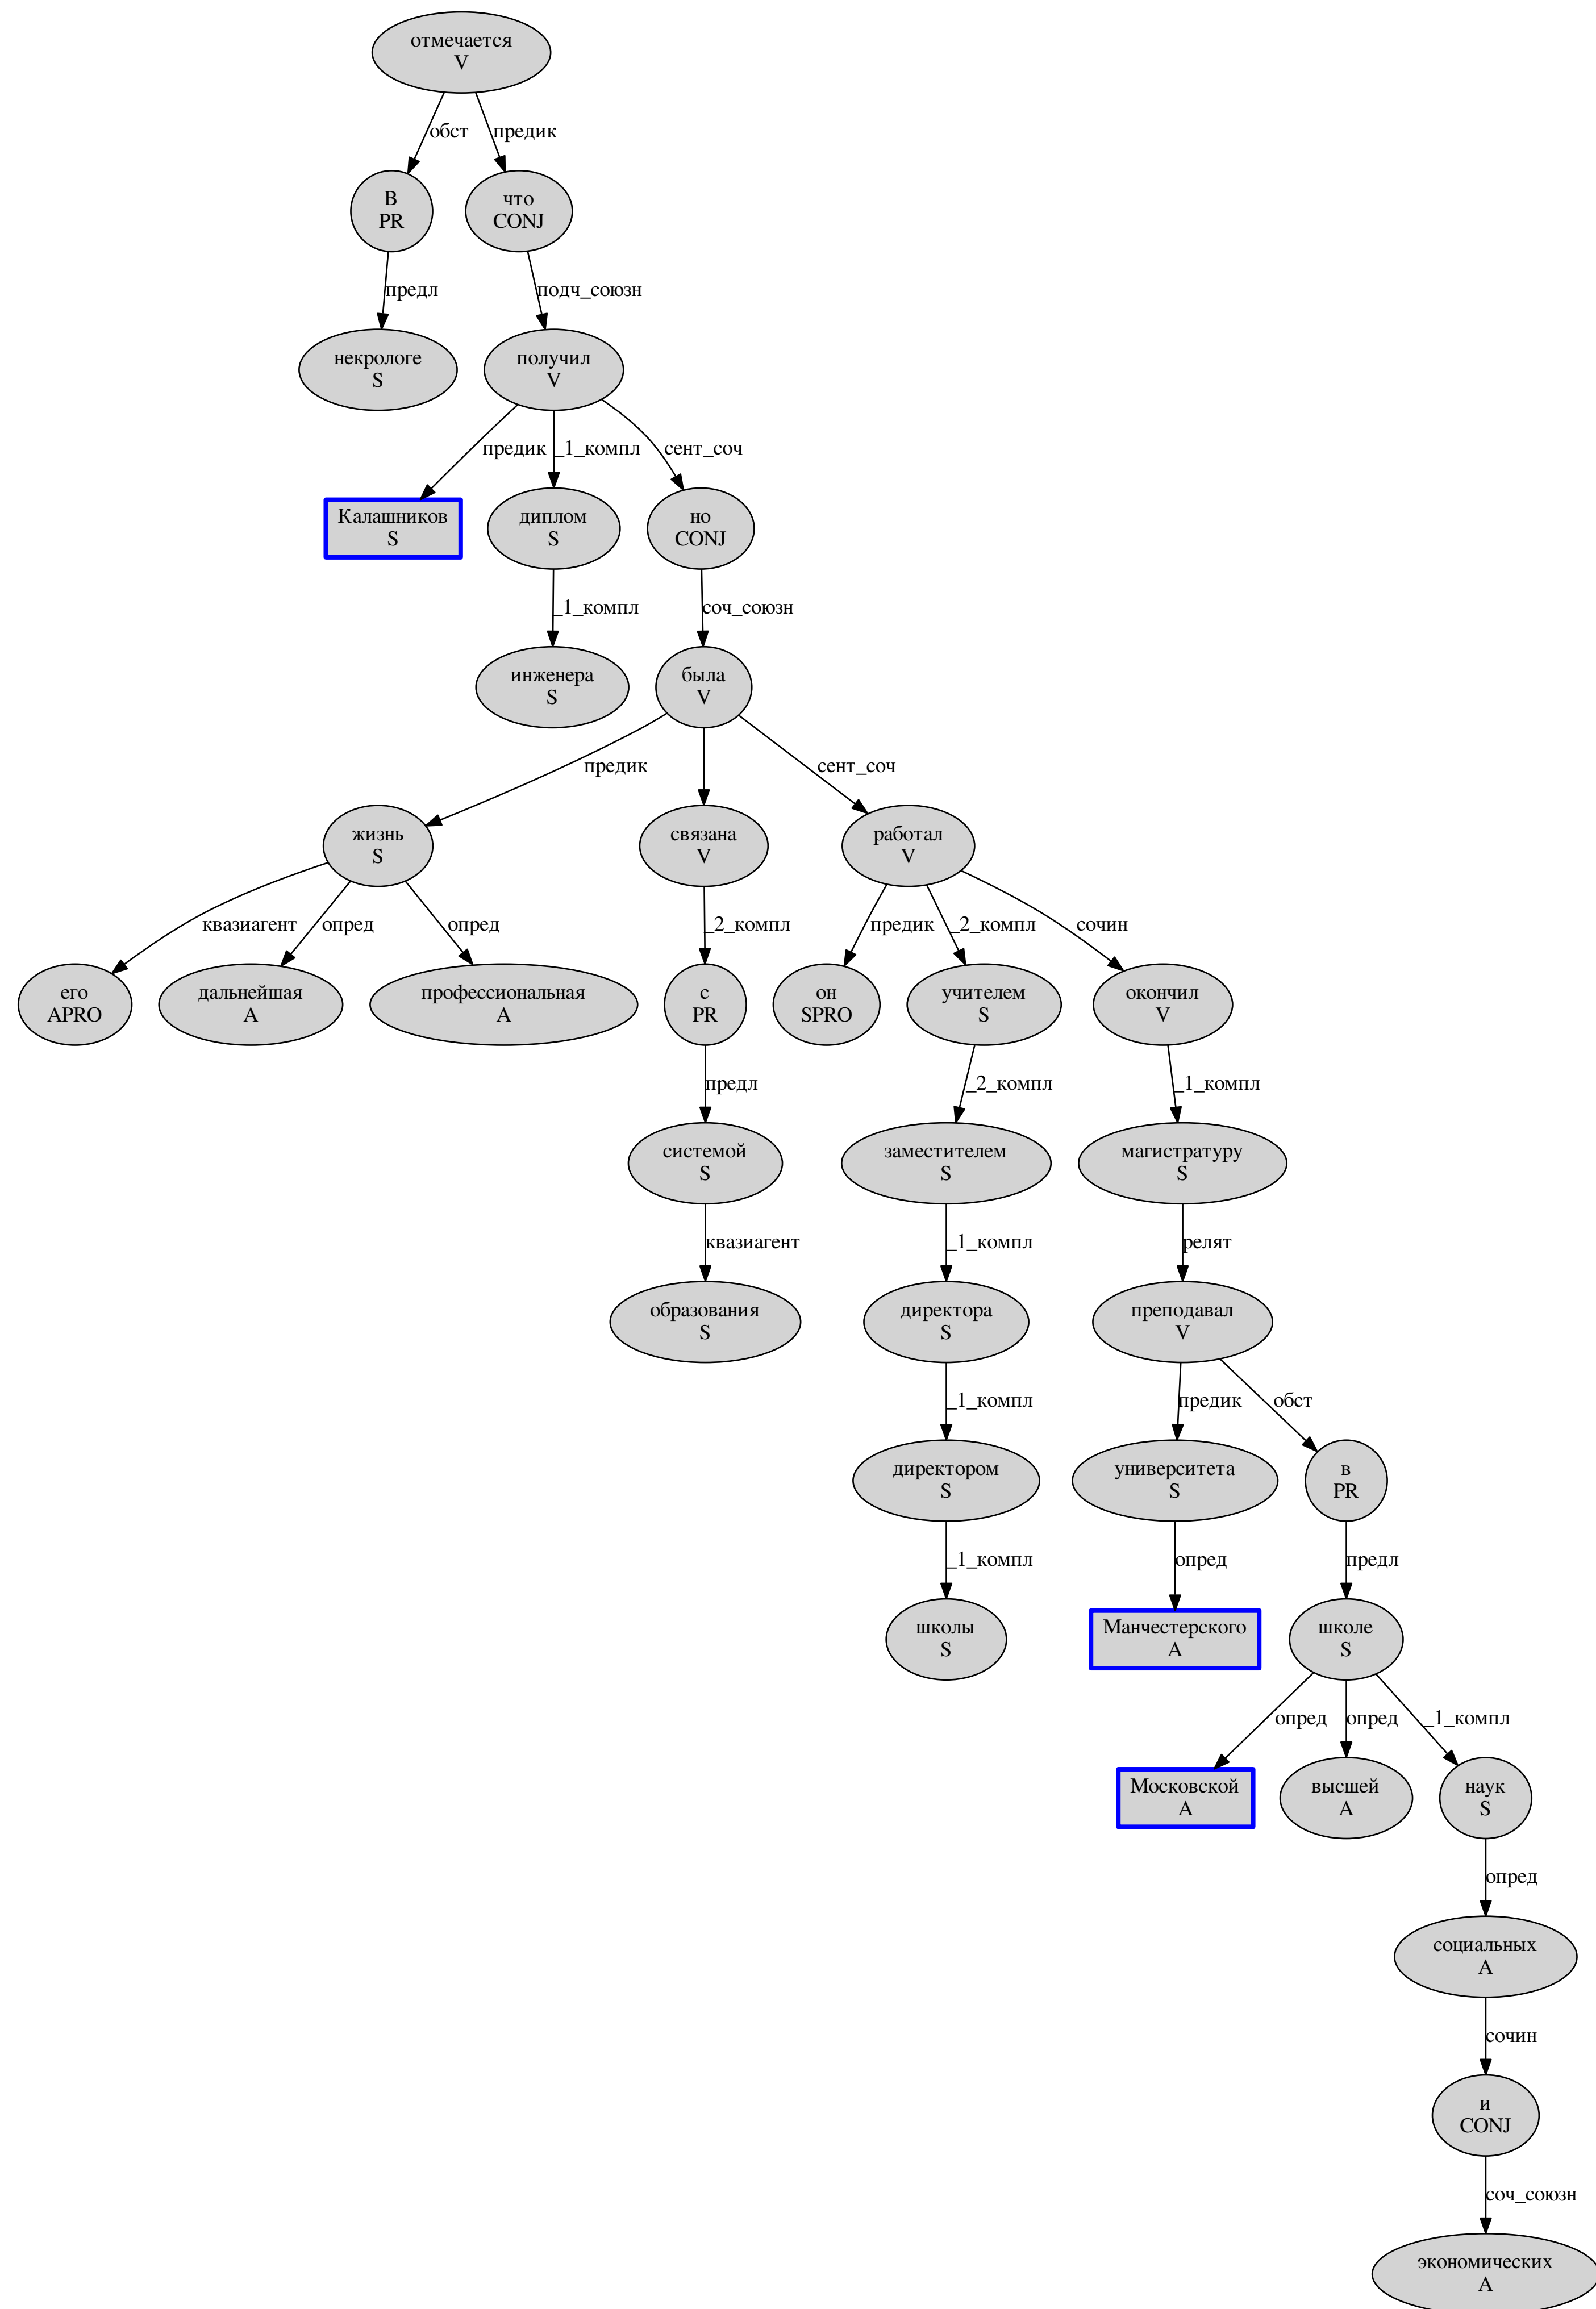 отмечается
V
обст
предик
В
PR
что
CONJ
предл
подч_союзн
некрологе
S
получил
V
предик
_1_компл
сент_соч
Калашников
S
диплом
S
но
CONJ
_1_компл
соч_союзн
инженера
S
была
V
предик
сент_соч
жизнь
S
связана
V
работал
V
квазиагент
опред
опред
_2_компл
предик
_2_компл
сочин
его
APRO
дальнейшая
A
профессиональная
A
с
PR
он
SPRO
учителем
S
окончил
V
предл
_2_компл
_1_компл
системой
S
заместителем
S
магистратуру
S
квазиагент
_1_компл
релят
образования
S
директора
S
преподавал
V
_1_компл
предик
обст
директором
S
университета
S
в
PR
_1_компл
опред
предл
школы
S
Манчестерского
A
школе
S
опред
опред
_1_компл
Московской
A
высшей
A
наук
S
опред
социальных
A
сочин
и
CONJ
соч_союзн
экономических
A